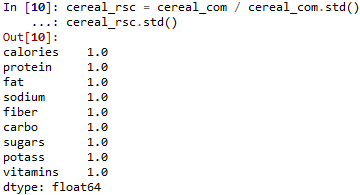 In [10]: cereal_rsc = cereal_com / cereal_com.std()
    ...: cereal_rsc.std()
Out[10]:
calories    1.0
protein     1.0
fat         1.0
sodium      1.0
fiber       1.0
carbo       1.0
sugars      1.0
potass      1.0
vitamins    1.0
dtype: float64